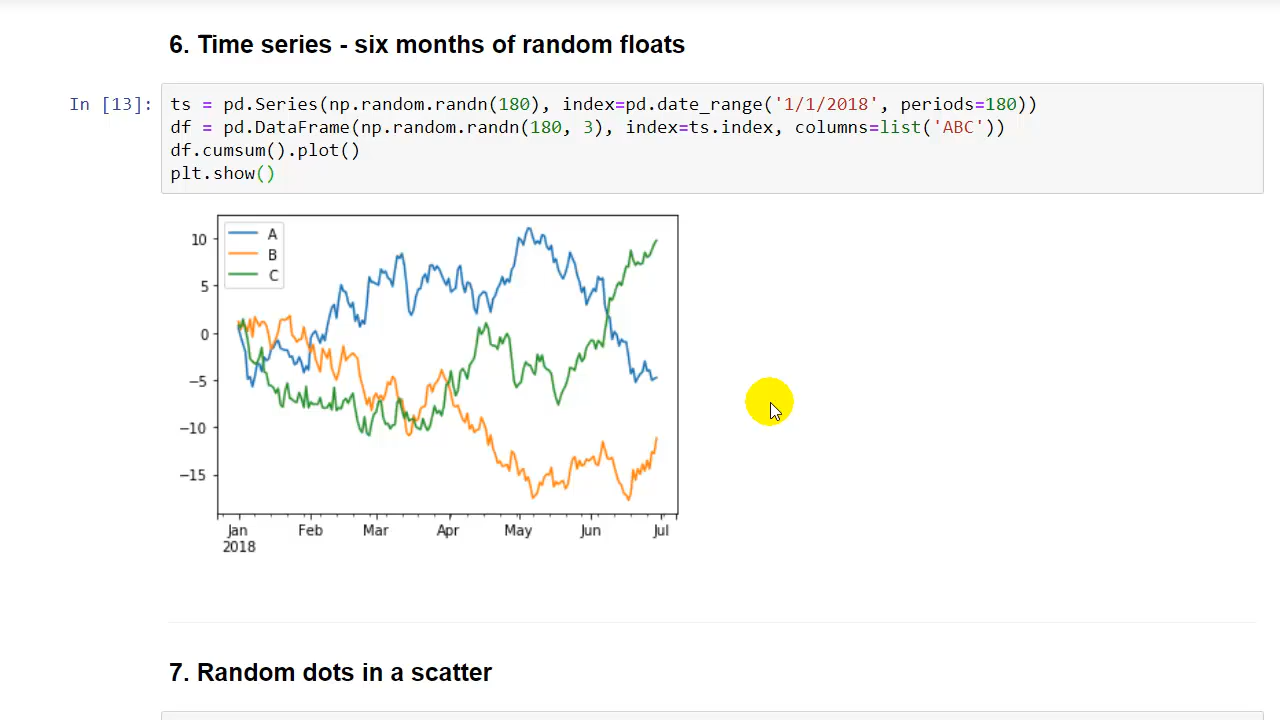 6. Time series - six months of random floats
In [13]:
ts = pd.Series(np.random.randn(180), index=pd.date_range('1/1/2018', periods=180))
df = pd.DataFrame(np.random.randn(180, 3), index=ts.index, columns=list('ABC'))
df.cumsum().plot()
plt.show()
A
B
C
10
5
0
−5
−10
−15
Jan Feb Mar Apr May Jun Jul
2018
7. Random dots in a scatter